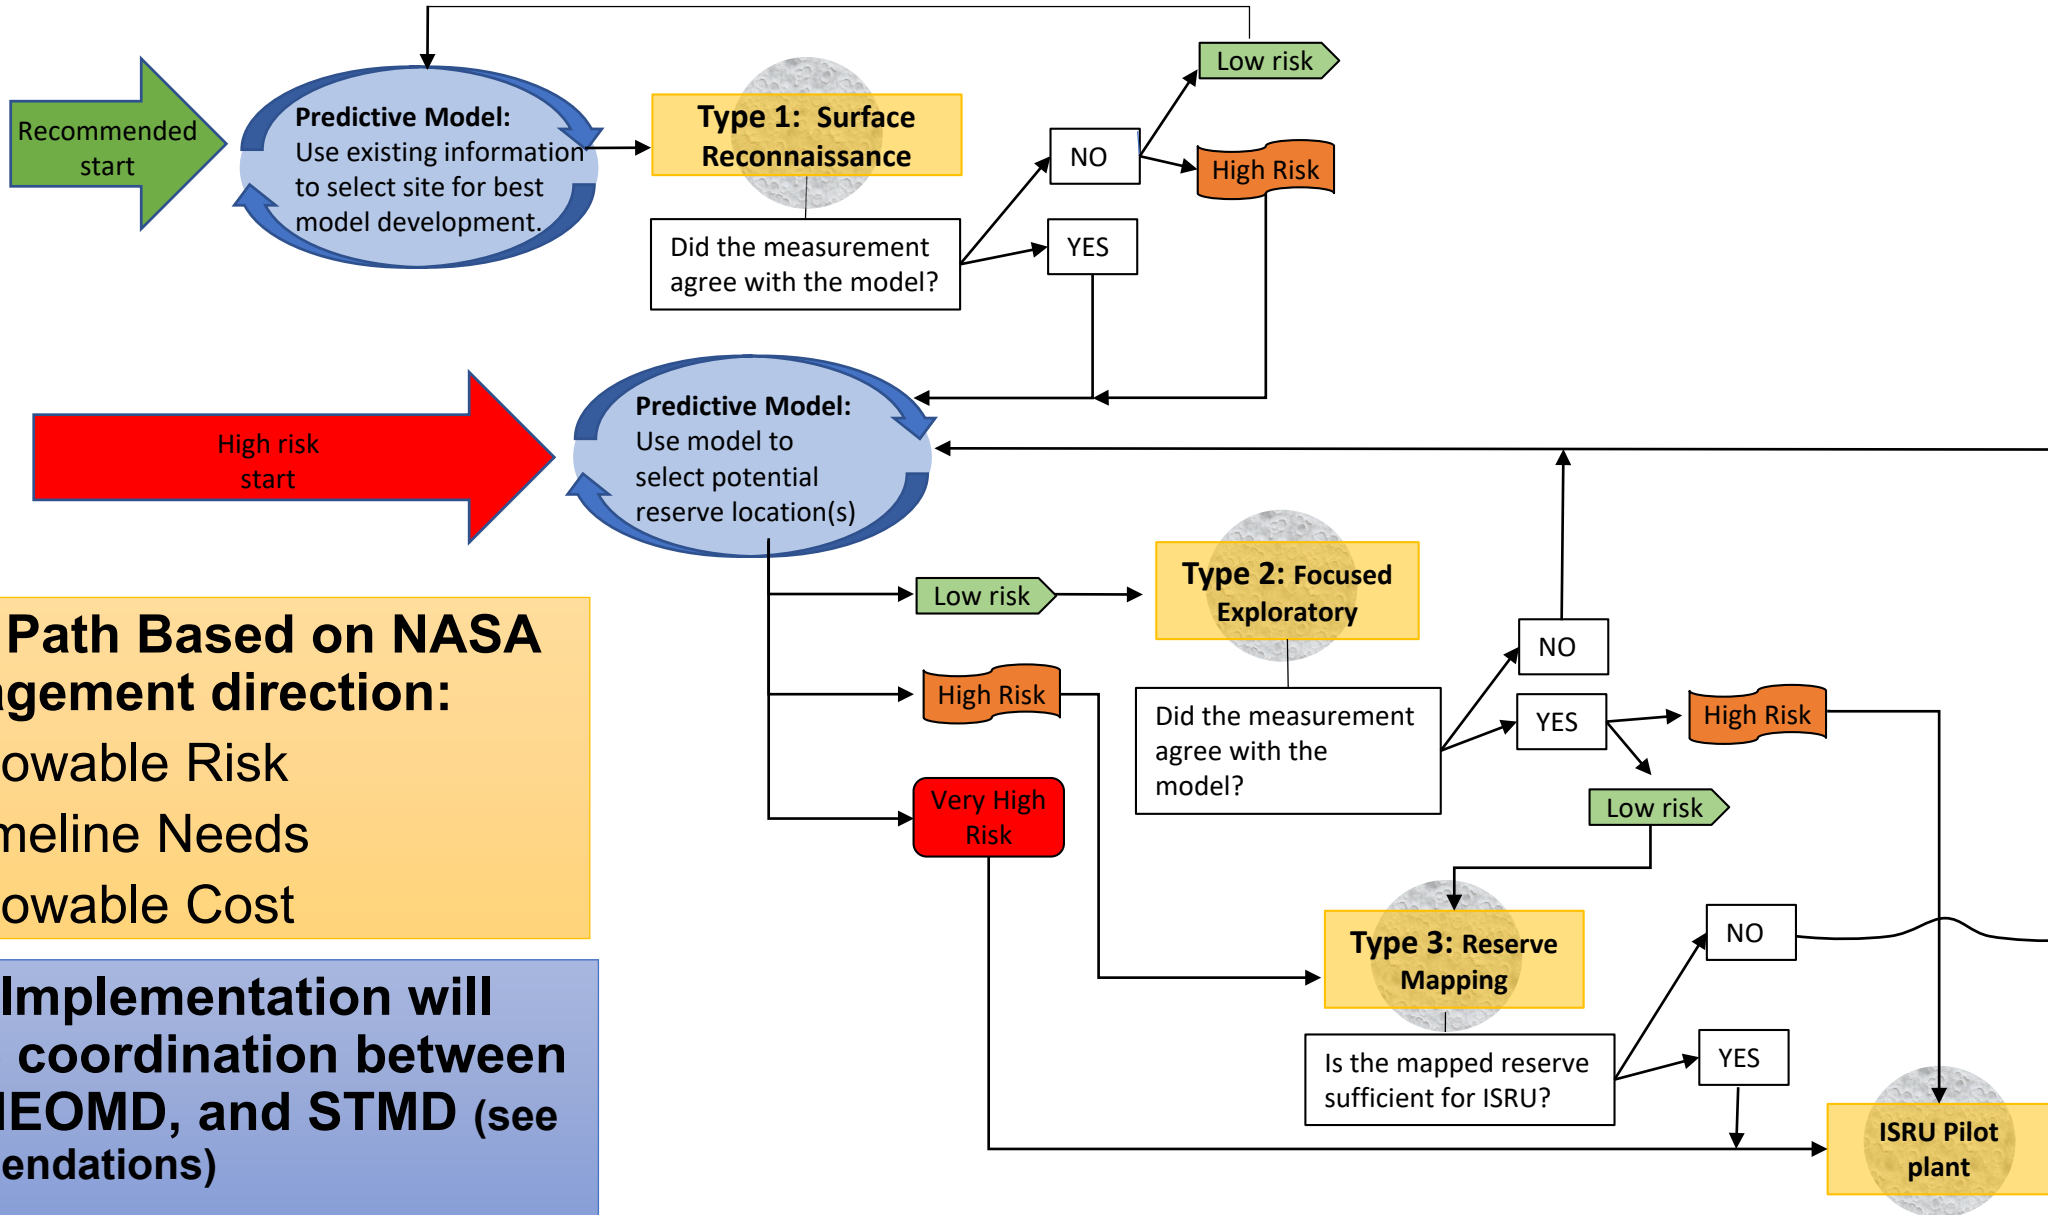 Recommended
start
Predictive Model:
Use existing information
to select site for best
model development.
Type 1: Surface
Reconnaissance
Did the measurement
agree with the model?
NO
YES
Low risk
High Risk
High risk
start
Predictive Model:
Use model to
select potential
reserve location(s)
Low risk
High Risk
Very High
Risk
Type 2: Focused
Exploratory
Did the measurement
agree with the
model?
NO
YES
High Risk
Low risk
Type 3: Reserve
Mapping
Is the mapped reserve
sufficient for ISRU?
NO
YES
ISRU Pilot
plant
Path Based on NASA
agement direction:
owable Risk
meline Needs
owable Cost
Implementation will
coordination between
IEOMD, and STMD (see
endations)